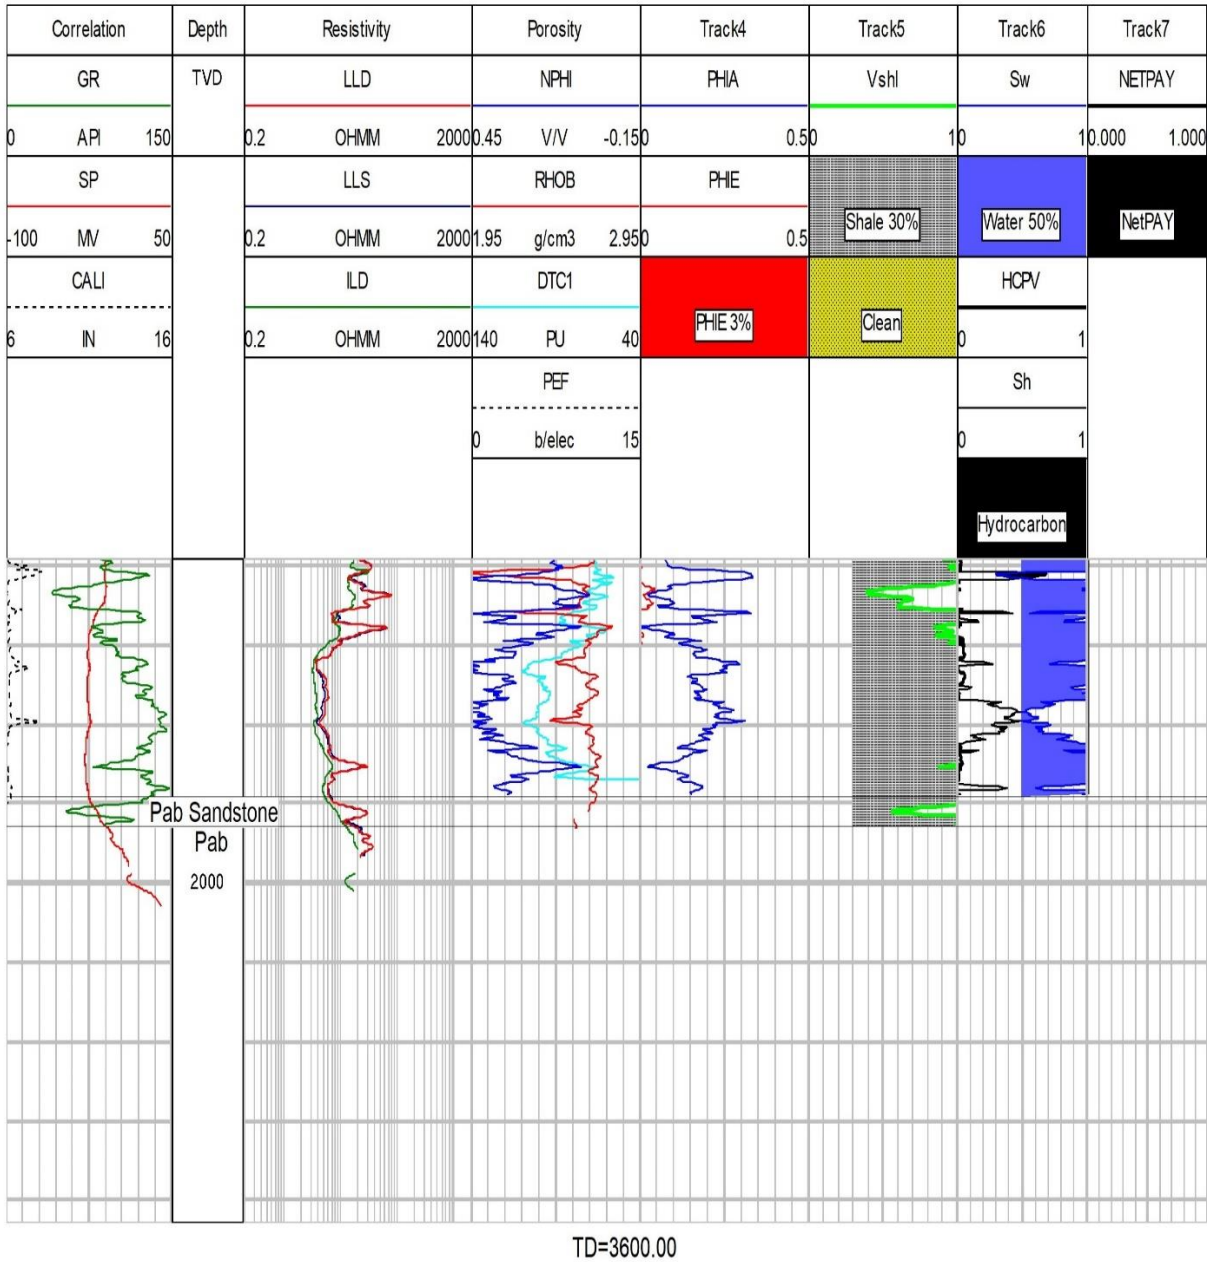 Correlation Depth Resistivity Porosity Track4 Track5 Track6 Track7
GR TVD LLD NPHI PHIA Vshl Sw NETPAY
0 API 150 0.2 OHMM 2000 0.45 V/V -0.15 0 0.5 0 1 0 1 0.000 1.000
SP LLS RHOB PHIE
Shale 30% Water 50% NetPAY
-100 MV 50 0.2 OHMM 2000 1.95 g/cm3 2.95 0 0.5
CALI ILD DTC1 HCPV
PHIE 3% Clean
6 IN 16 0.2 OHMM 2000 140 PU 40 0 1
PEF Sh
0 b/elec 15 0 1
Hydrocarbon
Pab Sandstone
Pab
2000
TD=3600.00